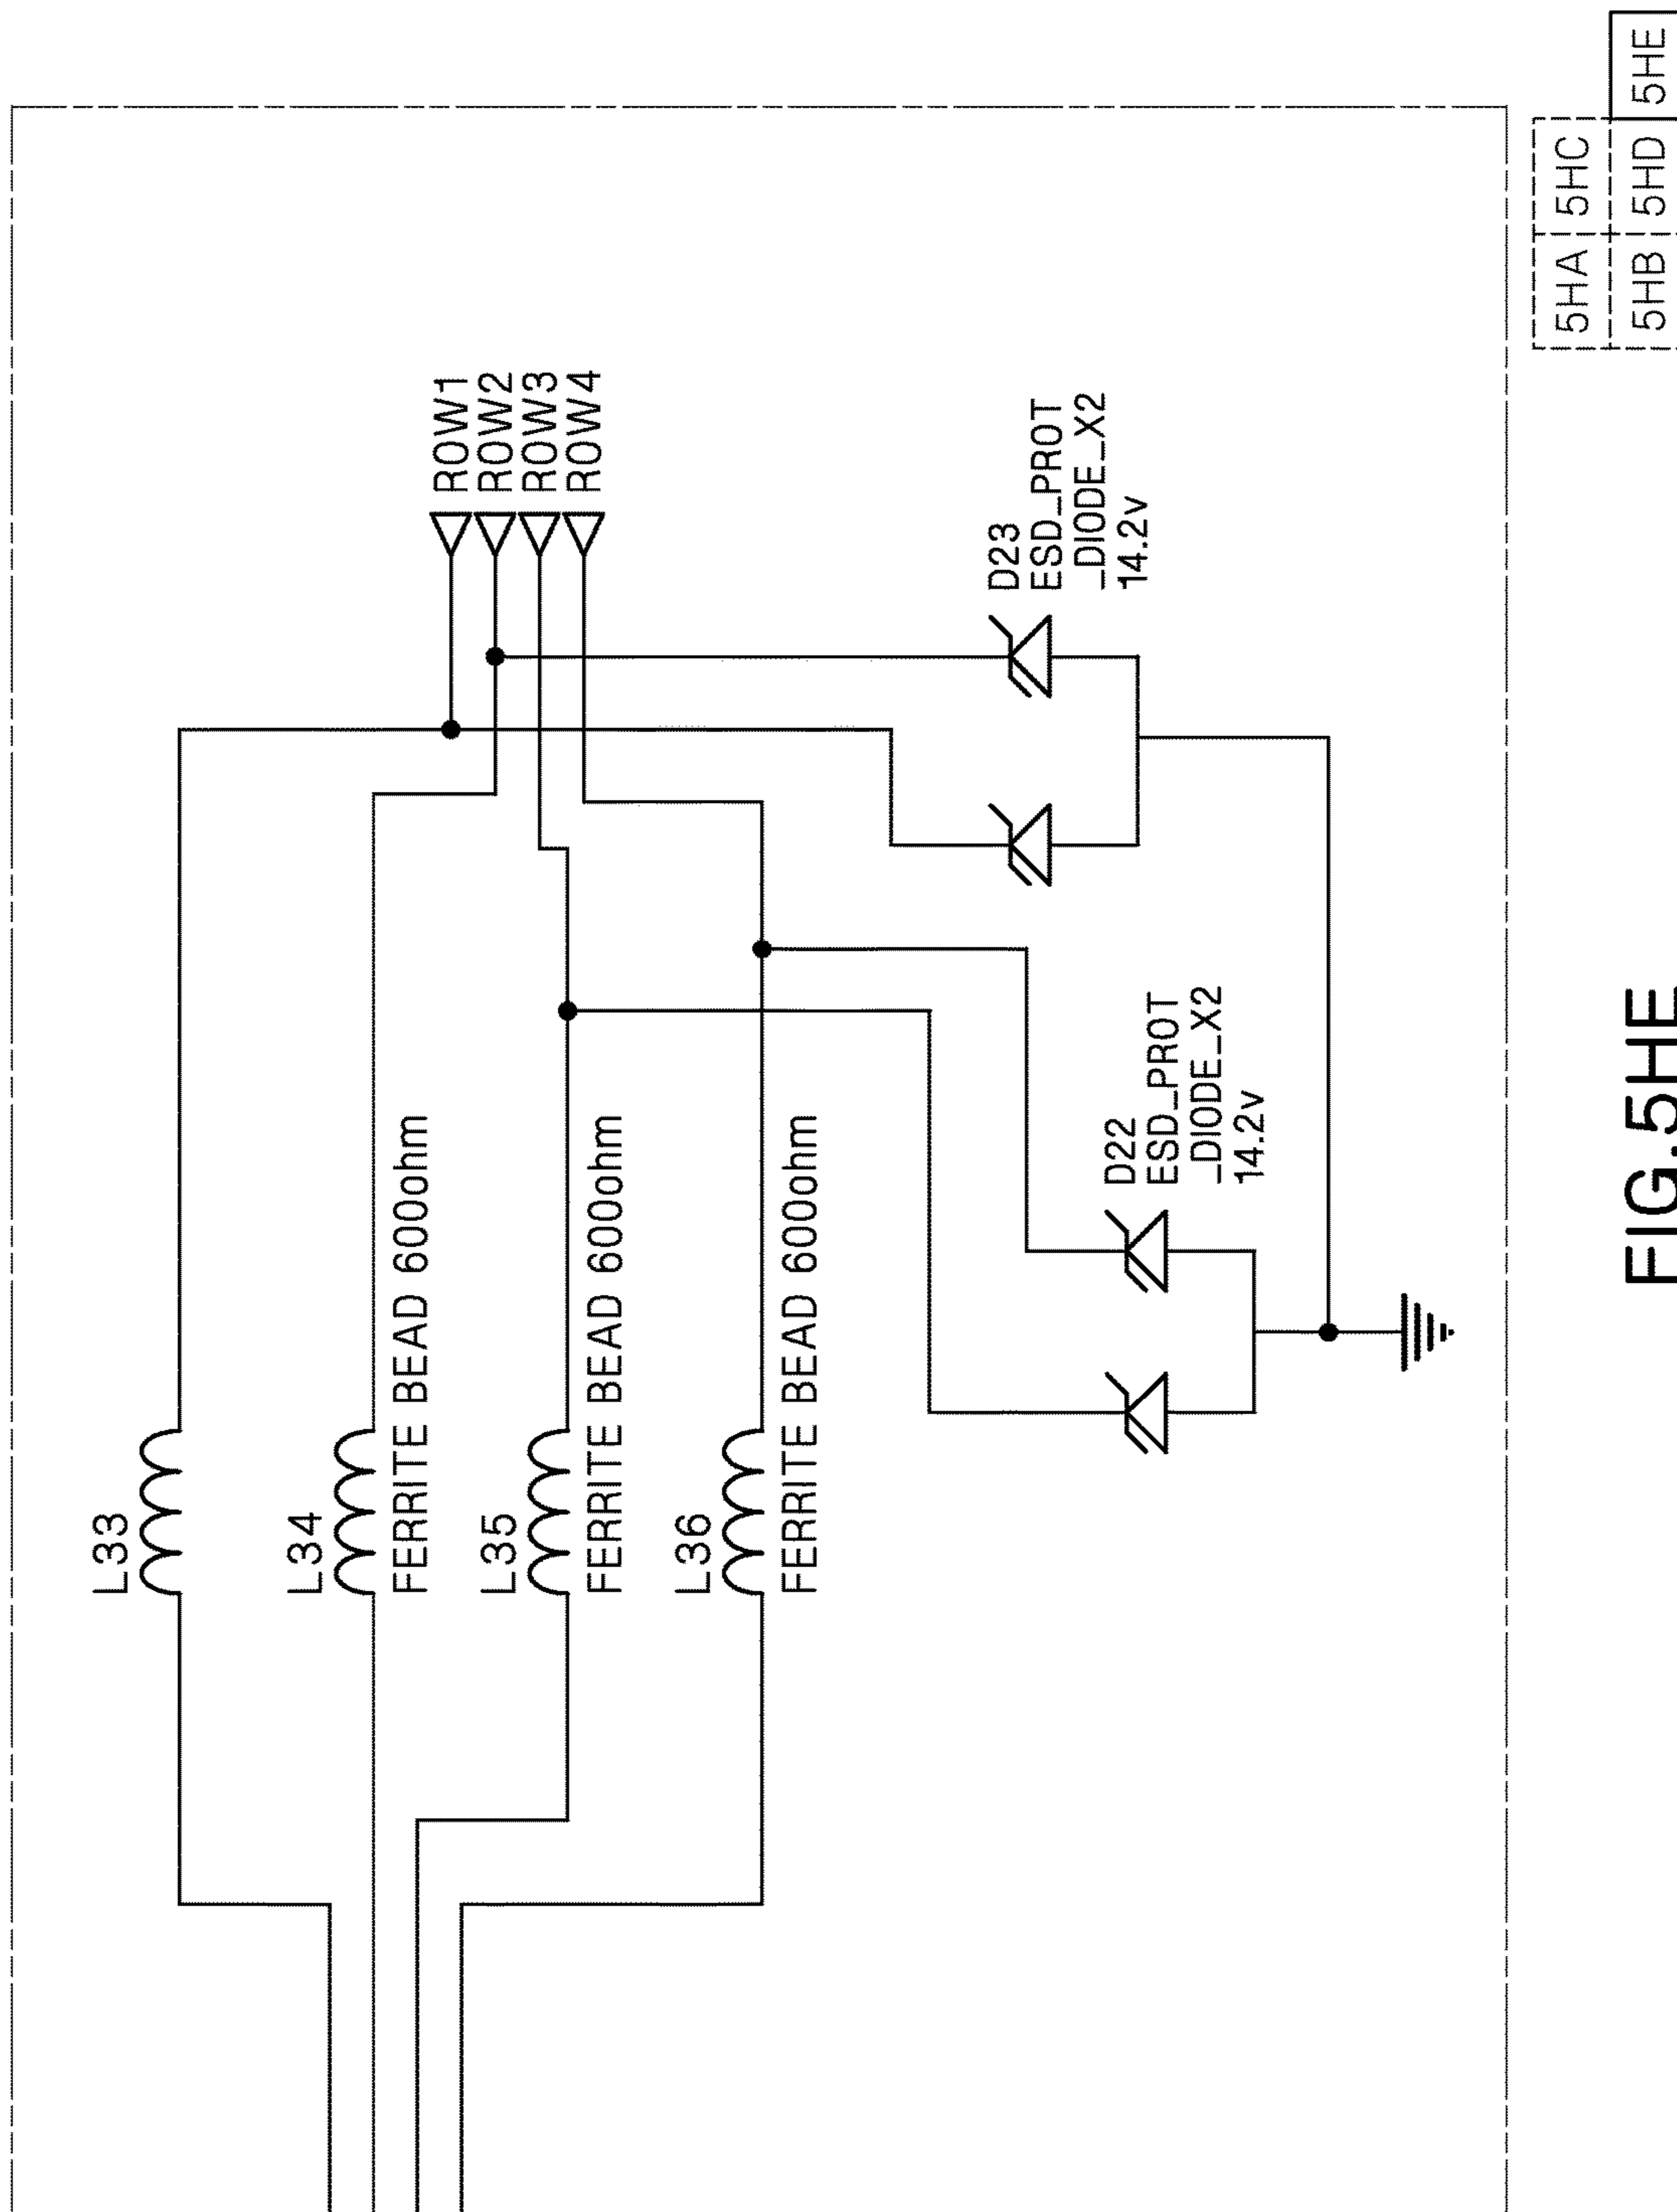 L33
L34
FERRITE BEAD 600ohm
L35
FERRITE BEAD 600ohm
L36
FERRITE BEAD 600ohm
ROW1
ROW2
ROW3
ROW4
D23
ESD_PROT
_DIODE_X2
14.2v
D22
ESD_PROT
_DIODE_X2
14.2v
5HA 5HC
5HB 5HD 5HE
FIG.5HE